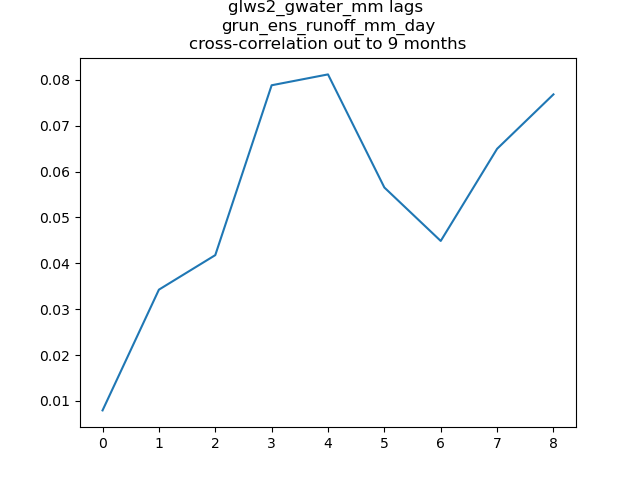 glws2_gwater_mm lags
grun_ens_runoff_mm_day
cross-correlation out to 9 months
0.08
0.07
0.06
0.05
0.04
0.03
0.02
0.01
0 1 2 3 4 5 6 7 8